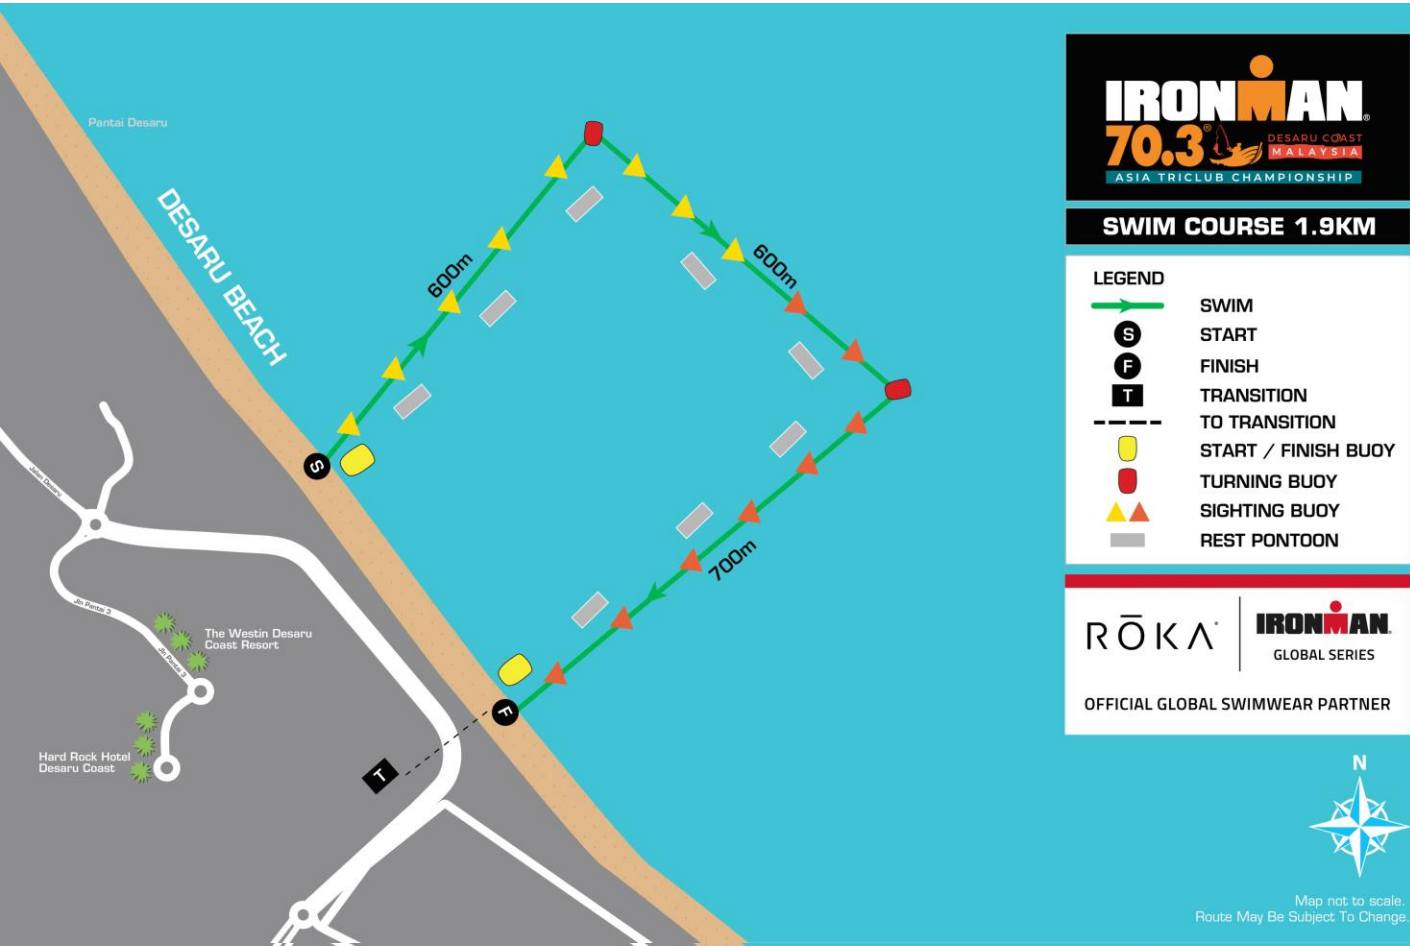 Pantai Desaru
DESARU BEACH
600m
600m
700m
S
F
T
Jalan Desaru
Jln Pantai 3
Jln Pantai 3
The Westin Desaru
Coast Resort
Hard Rock Hotel
Desaru Coast
IRONMAN®
70.3®
DESARU COAST
MALAYSIA
ASIA TRICLUB CHAMPIONSHIP
SWIM COURSE 1.9KM
LEGEND
SWIM
S START
F FINISH
T TRANSITION
TO TRANSITION
START / FINISH BUOY
TURNING BUOY
SIGHTING BUOY
REST PONTOON
RŌKA
IRONMAN
GLOBAL SERIES
OFFICIAL GLOBAL SWIMWEAR PARTNER
N
Map not to scale.
Route May Be Subject To Change.